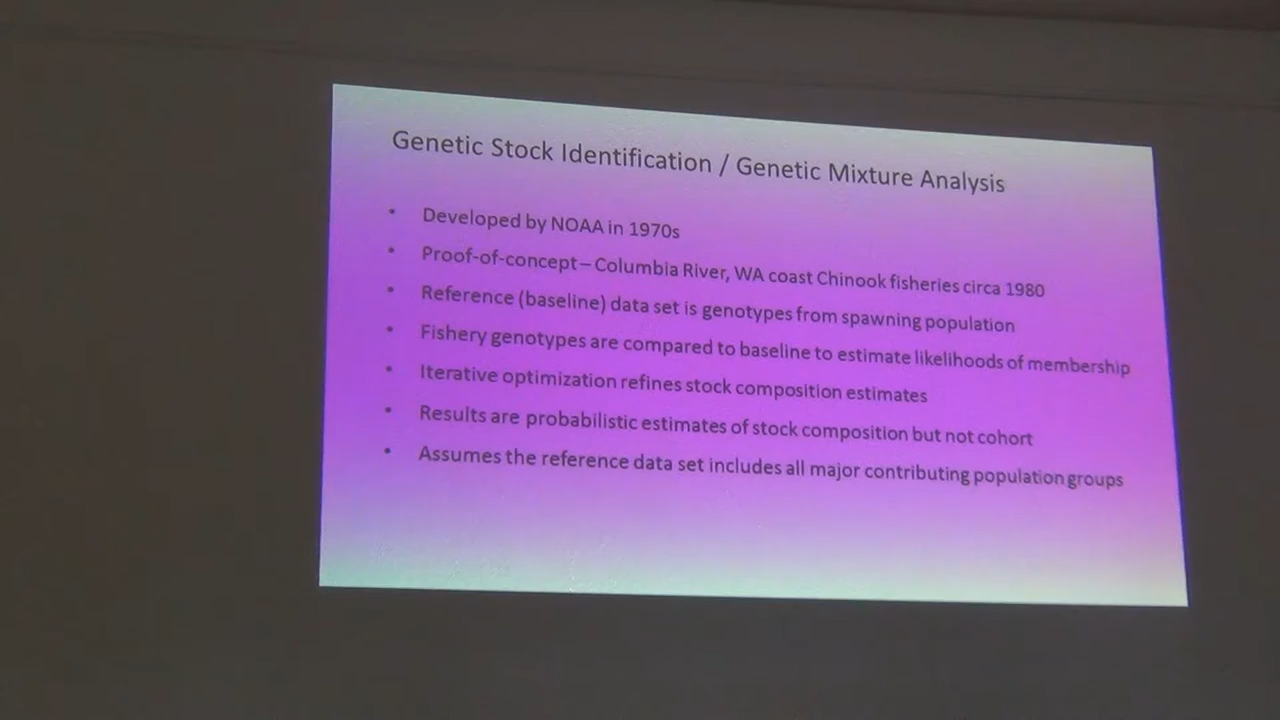 Genetic Stock Identification / Genetic Mixture Analysis
• Developed by NOAA in 1970s
• Proof-of-concept – Columbia River, WA coast Chinook fisheries circa 1980
• Reference (baseline) data set is genotypes from spawning population
• Fishery genotypes are compared to baseline to estimate likelihoods of membership
• Iterative optimization refines stock composition estimates
• Results are probabilistic estimates of stock composition but not cohort
• Assumes the reference data set includes all major contributing population groups